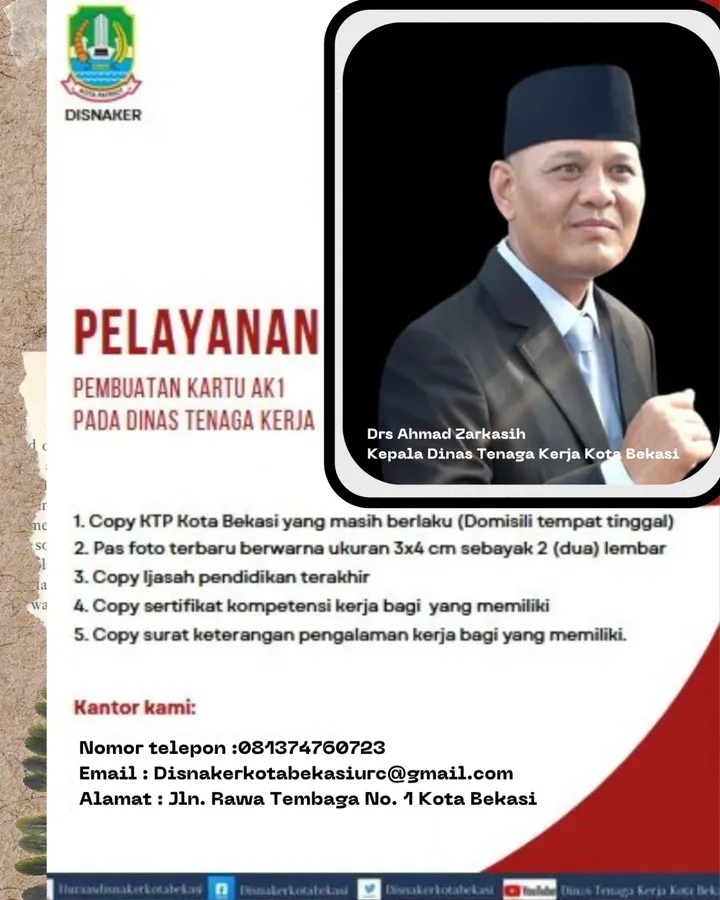 KOTA PATRIOT
DISNAKER
PELAYANAN
PEMBUATAN KARTU AK1
PADA DINAS TENAGA KERJA
Drs Ahmad Zarkasih
Kepala Dinas Tenaga Kerja Kota Bekasi
1. Copy KTP Kota Bekasi yang masih berlaku (Domisili tempat tinggal)
2. Pas foto terbaru berwarna ukuran 3x4 cm sebayak 2 (dua) lembar
3. Copy Ijasah pendidikan terakhir
4. Copy sertifikat kompetensi kerja bagi yang memiliki
5. Copy surat keterangan pengalaman kerja bagi yang memiliki.
Kantor kami:
Nomor telepon :081374760723
Email : Disnakerkotabekasiurc@gmail.com
Alamat : Jln. Rawa Tembaga No. 1 Kota Bekasi
Disnakerkotabekasi Disnakerkotabekasi YouTube Dinas Tenaga Kerja Kota